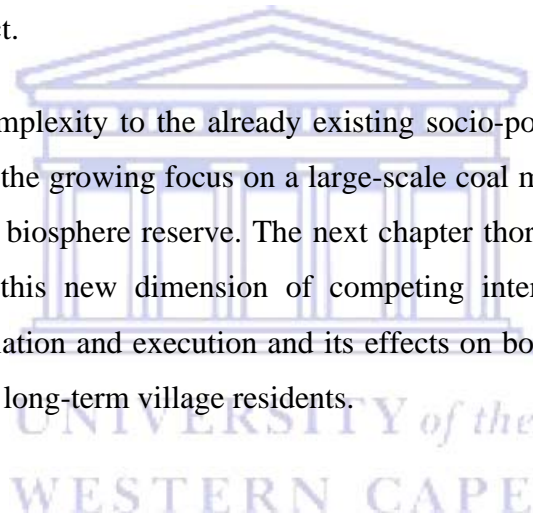 ct.
mplexity to the already existing socio-po
the growing focus on a large-scale coal m
biosphere reserve. The next chapter thor
this new dimension of competing inter
lation and execution and its effects on bo
long-term village residents.
UNIVERSITY of the
WESTERN CAPE